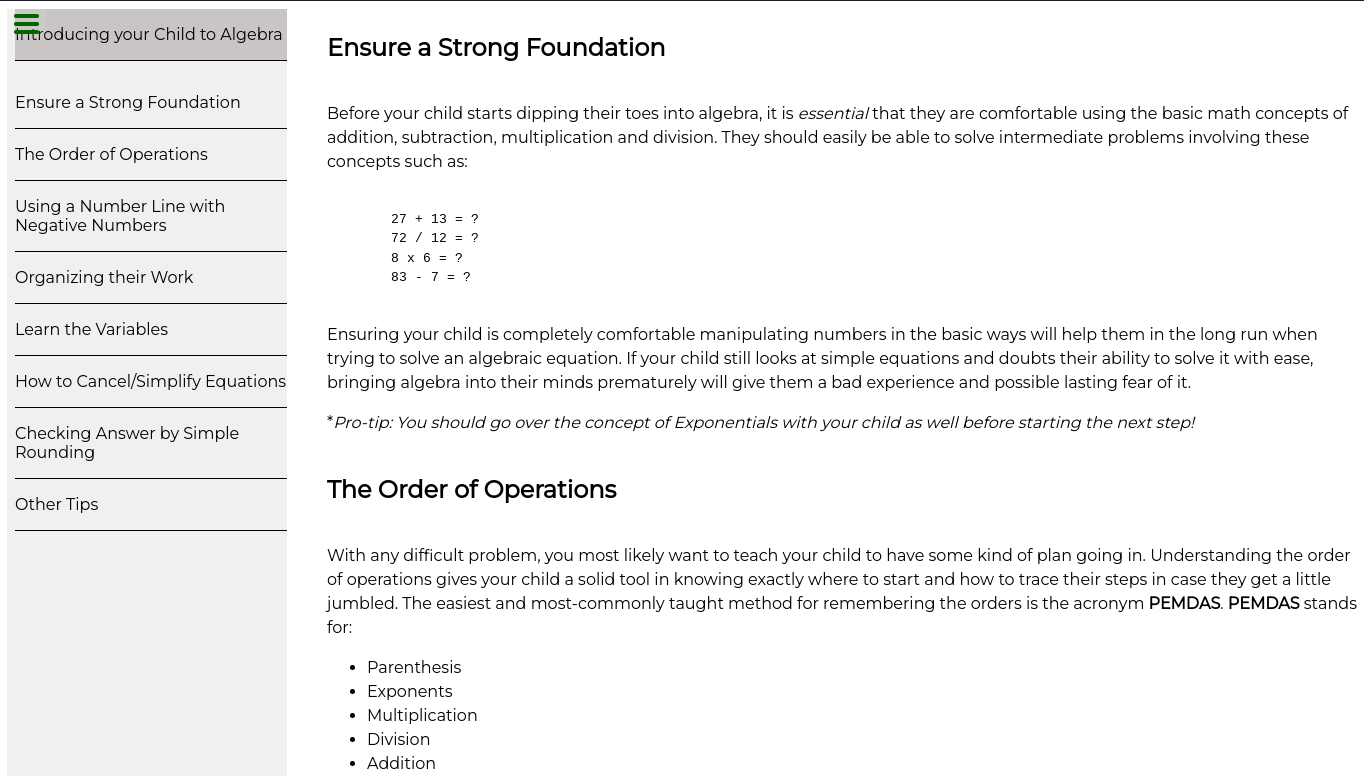 Introducing your Child to Algebra
Ensure a Strong Foundation
The Order of Operations
Using a Number Line with
Negative Numbers
Organizing their Work
Learn the Variables
How to Cancel/Simplify Equations
Checking Answer by Simple
Rounding
Other Tips
Ensure a Strong Foundation
Before your child starts dipping their toes into algebra, it is essential that they are comfortable using the basic math concepts of
addition, subtraction, multiplication and division. They should easily be able to solve intermediate problems involving these
concepts such as:
27 + 13 = ?
72 / 12 = ?
8 x 6 = ?
83 - 7 = ?
Ensuring your child is completely comfortable manipulating numbers in the basic ways will help them in the long run when
trying to solve an algebraic equation. If your child still looks at simple equations and doubts their ability to solve it with ease,
bringing algebra into their minds prematurely will give them a bad experience and possible lasting fear of it.
*Pro-tip: You should go over the concept of Exponentials with your child as well before starting the next step!
The Order of Operations
With any difficult problem, you most likely want to teach your child to have some kind of plan going in. Understanding the order
of operations gives your child a solid tool in knowing exactly where to start and how to trace their steps in case they get a little
jumbled. The easiest and most-commonly taught method for remembering the orders is the acronym PEMDAS. PEMDAS stands
for:
• Parenthesis
• Exponents
• Multiplication
• Division
• Addition